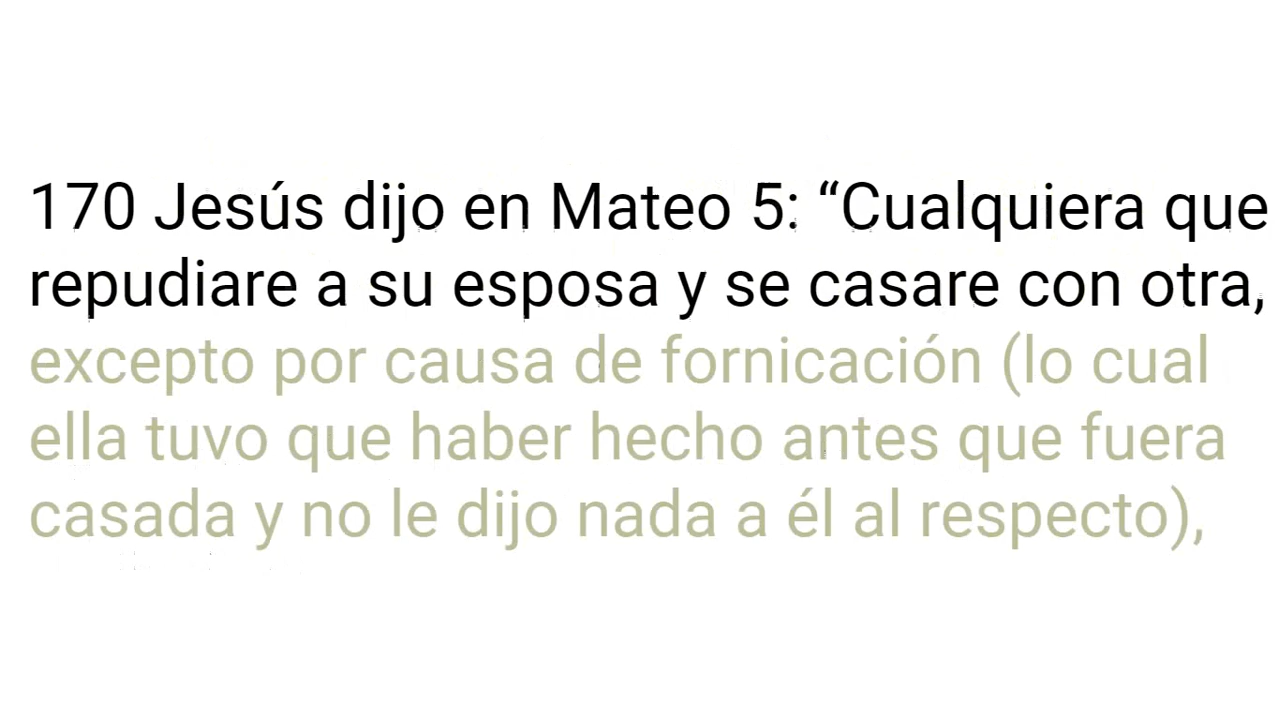 170 Jesús dijo en Mateo 5: “Cualquiera que
repudiare a su esposa y se casare con otra,
excepto por causa de fornicación (lo cual
ella tuvo que haber hecho antes que fuera
casada y no le dijo nada a él al respecto),